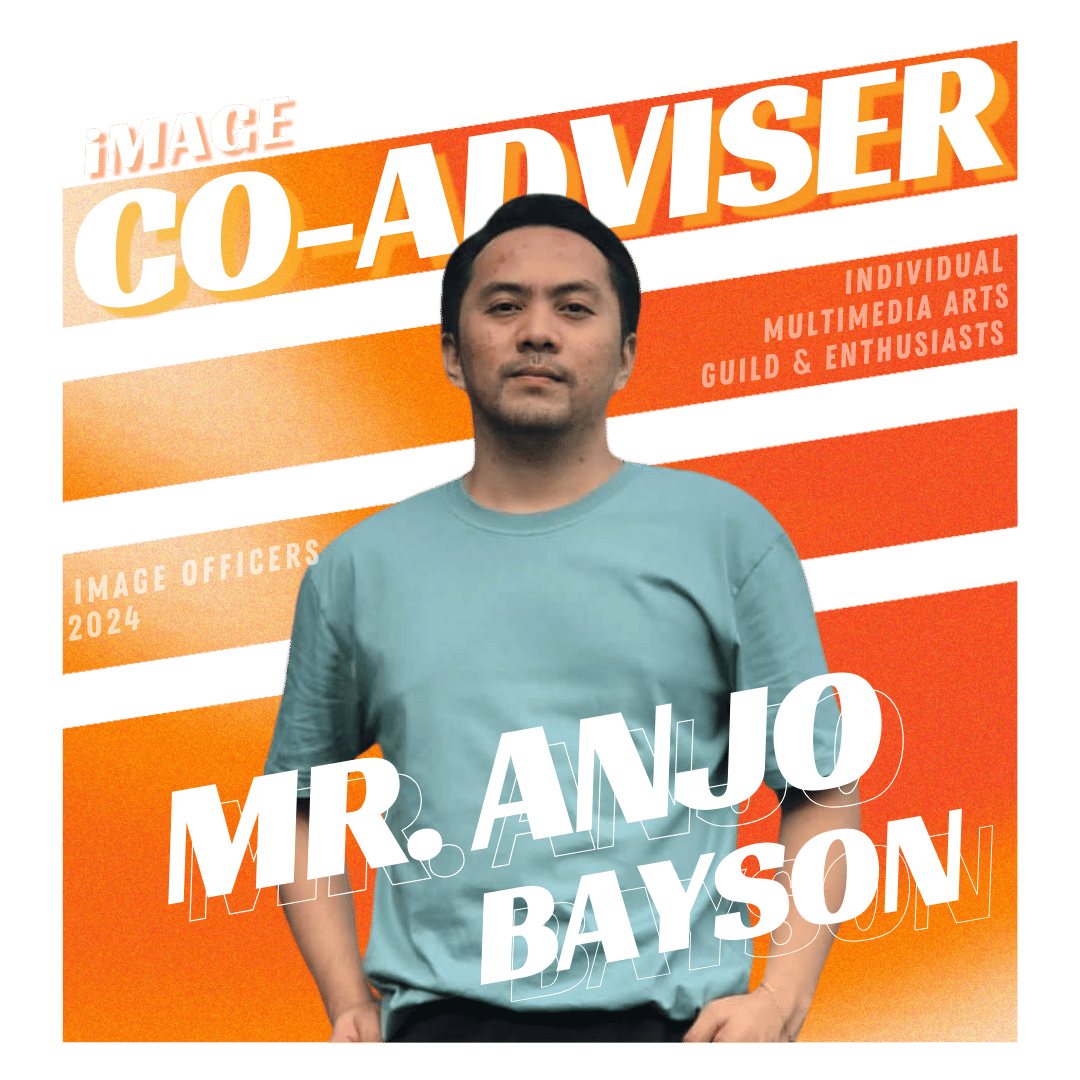 iMAGE
CO-ADVISER
INDIVIDUAL
MULTIMEDIA ARTS
GUILD & ENTHUSIASTS
IMAGE OFFICERS
2024
MR. ANJO
BAYSON